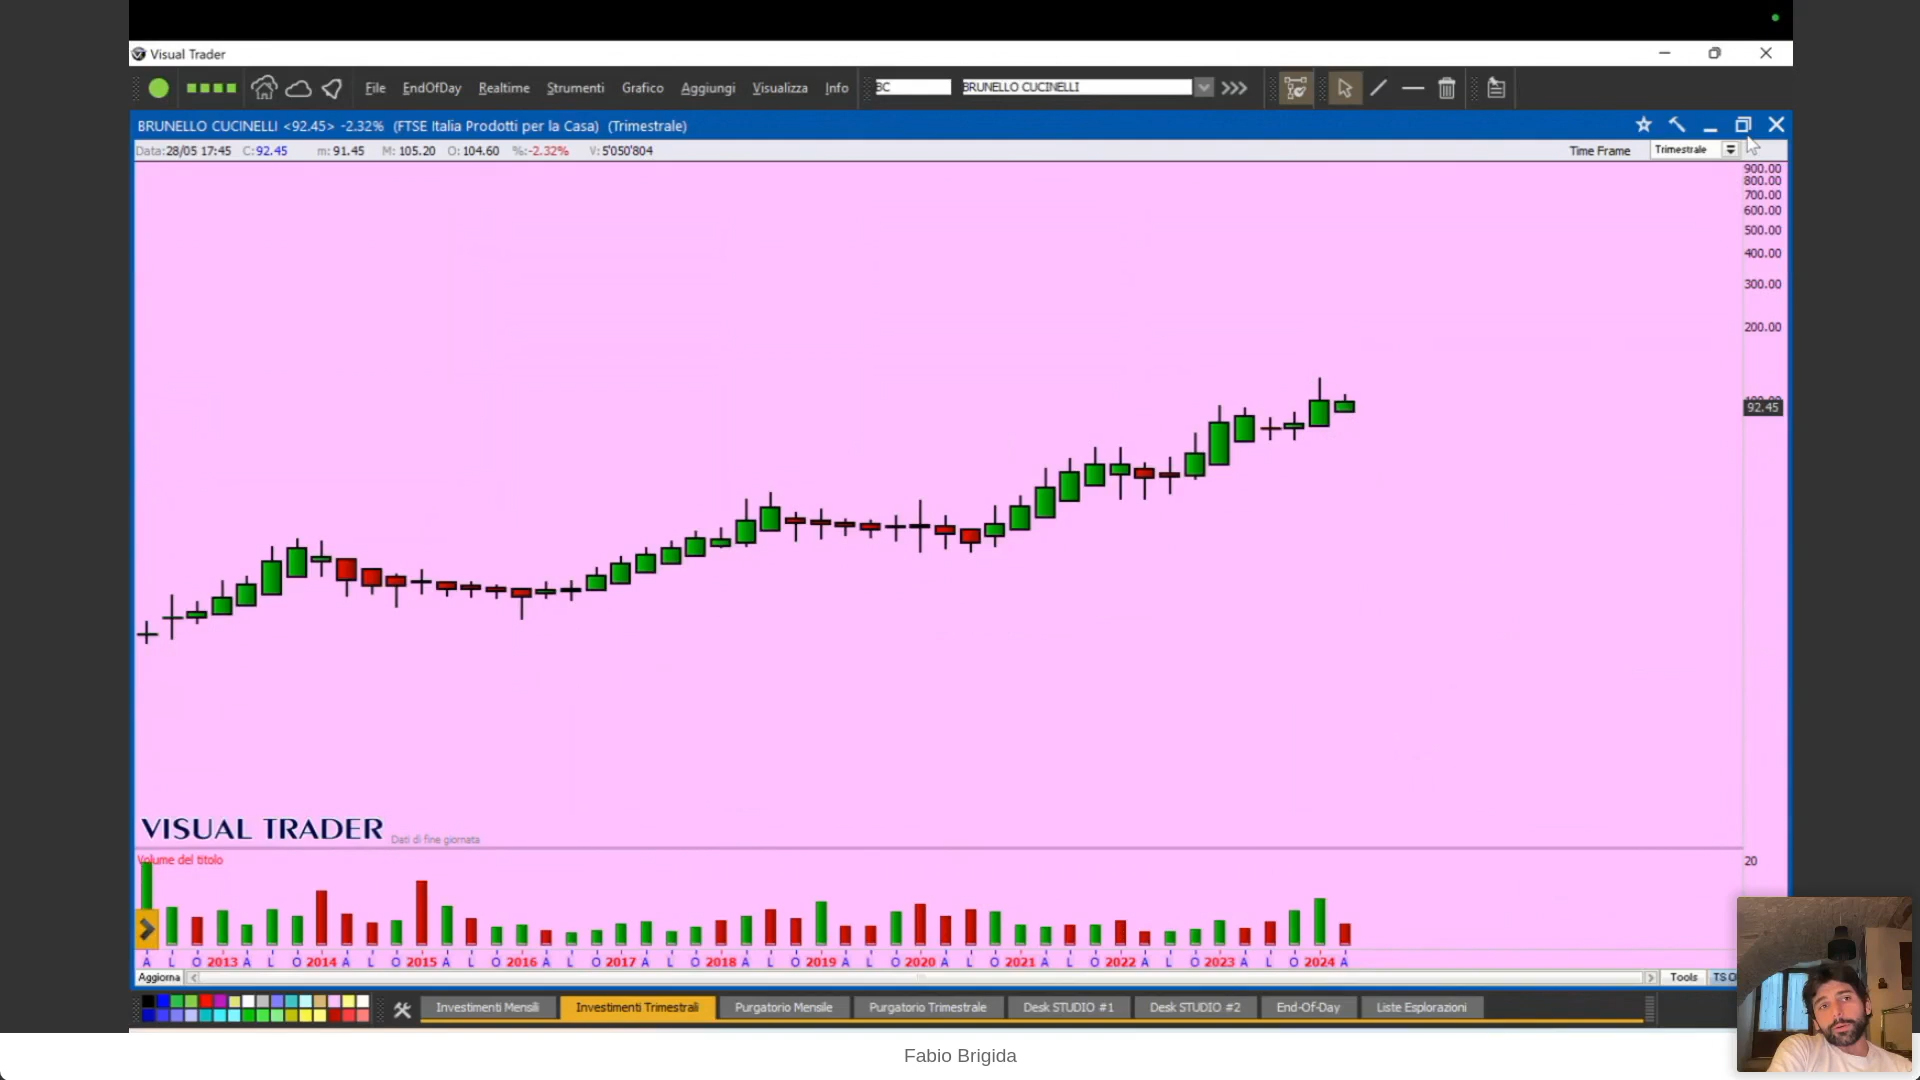 Visual Trader
File EndOfDay Realtime Strumenti Grafico Aggiungi Visualizza Info BC BRUNELLO CUCINELLI
BRUNELLO CUCINELLI <92.45> -2.32% (FTSE Italia Prodotti per la Casa) (Trimestrale)
Data:28/05 17:45 C:92.45 m:91.45 M:105.20 O:104.60 %:-2.32% V:5'050'804 Time Frame Trimestrale
900.00
800.00
700.00
600.00
500.00
400.00
300.00
200.00
92.45
VISUAL TRADER Dati di fine giornata
Volume del titolo
20
A L O 2013 A L O 2014 A L O 2015 A L O 2016 A L O 2017 A L O 2018 A L O 2019 A L O 2020 A L O 2021 A L O 2022 A L O 2023 A L O 2024 A
Aggiorna Tools
Investimenti Mensili Investimenti Trimestrali Purgatorio Mensile Purgatorio Trimestrale Desk STUDIO #1 Desk STUDIO #2 End-Of-Day Liste Esplorazioni
Fabio Brigida